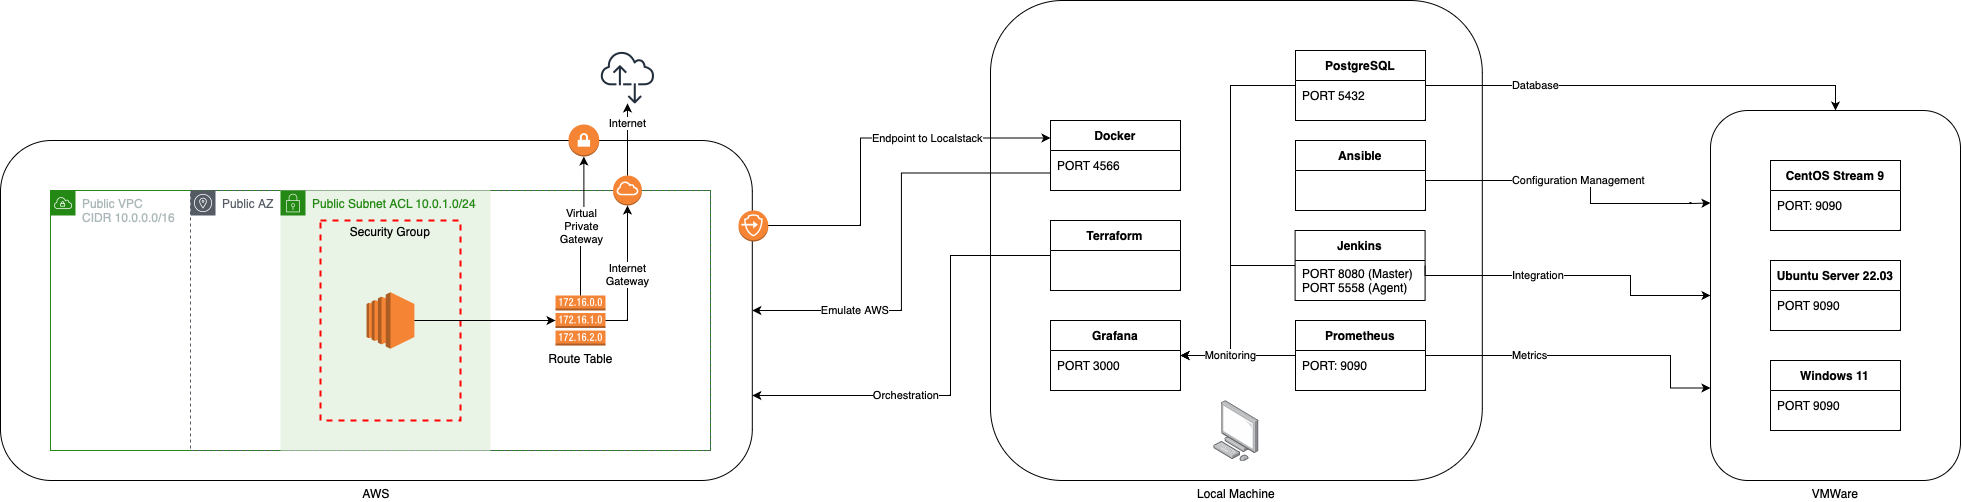 Internet
Public VPC
CIDR 10.0.0.0/16
Public AZ
Public Subnet ACL 10.0.1.0/24
Security Group
Virtual
Private
Gateway
Internet
Gateway
172.16.0.0
172.16.1.0
172.16.2.0
Route Table
AWS
Endpoint to Localstack
Emulate AWS
Orchestration
Docker
PORT 4566
Terraform
Grafana
PORT 3000
PostgreSQL
PORT 5432
Ansible
Jenkins
PORT 8080 (Master)
PORT 5558 (Agent)
Monitoring
Prometheus
PORT: 9090
Local Machine
Database
Configuration Management
Integration
Metrics
CentOS Stream 9
PORT: 9090
Ubuntu Server 22.03
PORT 9090
Windows 11
PORT 9090
VMWare